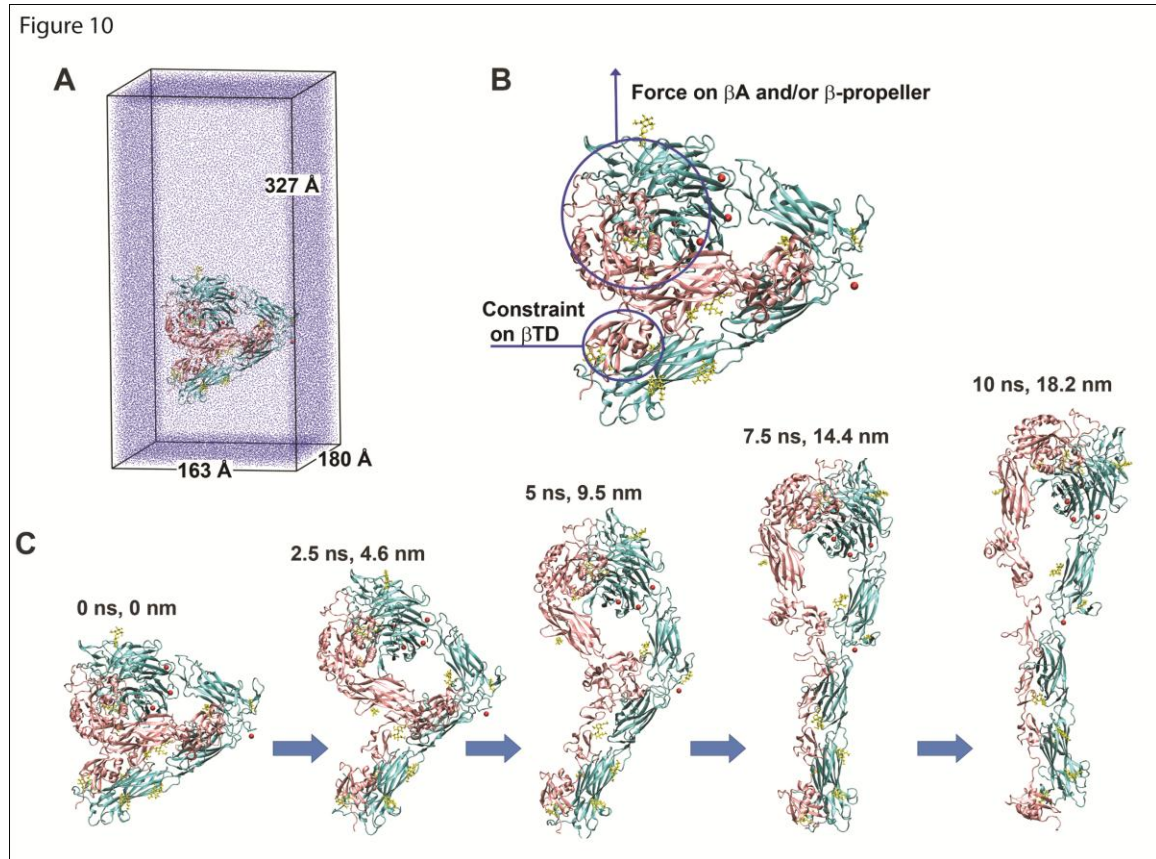 Figure 10
A
327 Å
163 Å
180 Å
B
Force on βA and/or β-propeller
Constraint
on βTD
C
0 ns, 0 nm
2.5 ns, 4.6 nm
5 ns, 9.5 nm
7.5 ns, 14.4 nm
10 ns, 18.2 nm